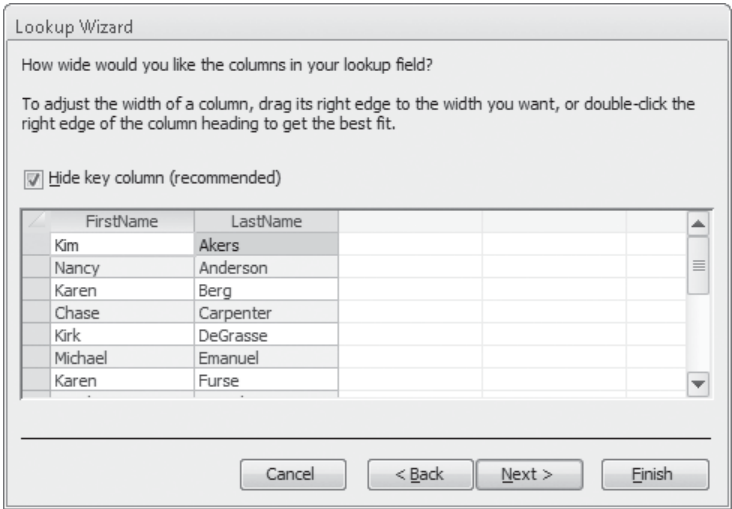 Lookup Wizard
How wide would you like the columns in your lookup field?
To adjust the width of a column, drag its right edge to the width you want, or double-click the
right edge of the column heading to get the best fit.
Hide key column (recommended)
FirstName LastName
Kim Akers
Nancy Anderson
Karen Berg
Chase Carpenter
Kirk DeGrasse
Michael Emanuel
Karen Furse
Cancel < Back Next > Finish